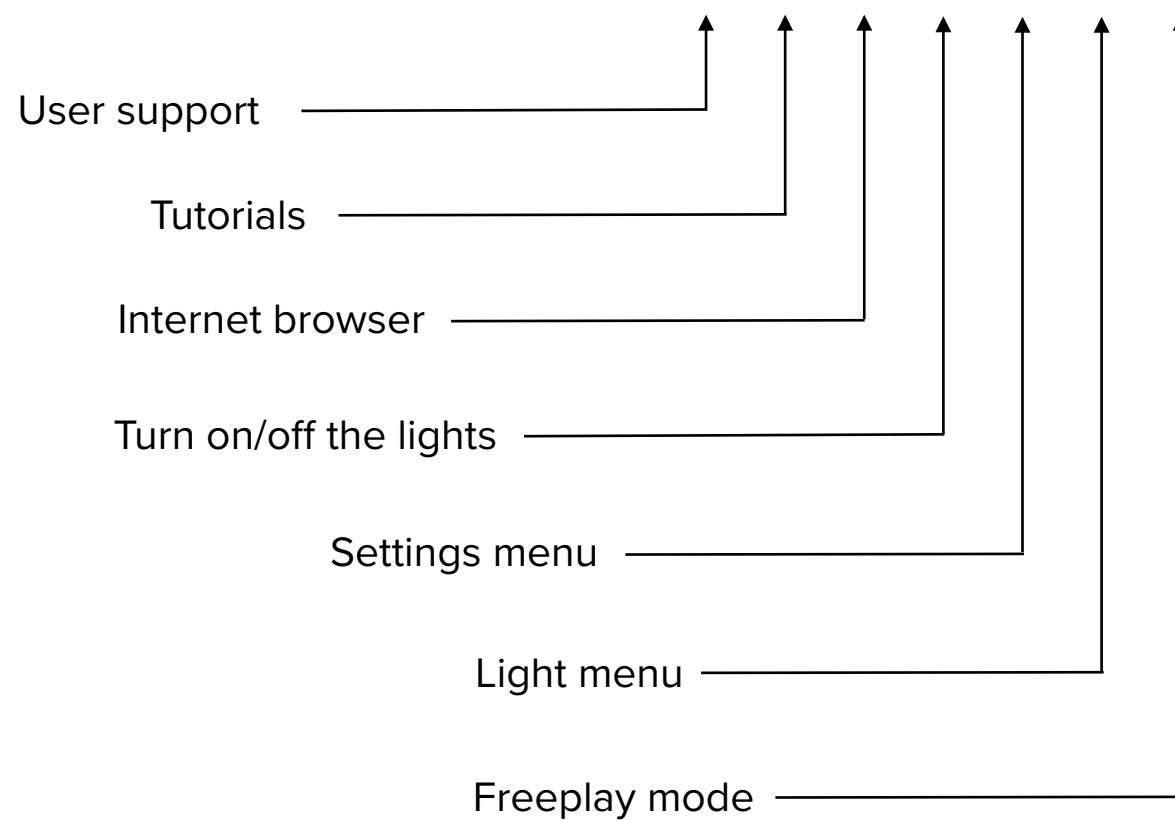 User support
Tutorials
Internet browser
Turn on/off the lights
Settings menu
Light menu
Freeplay mode